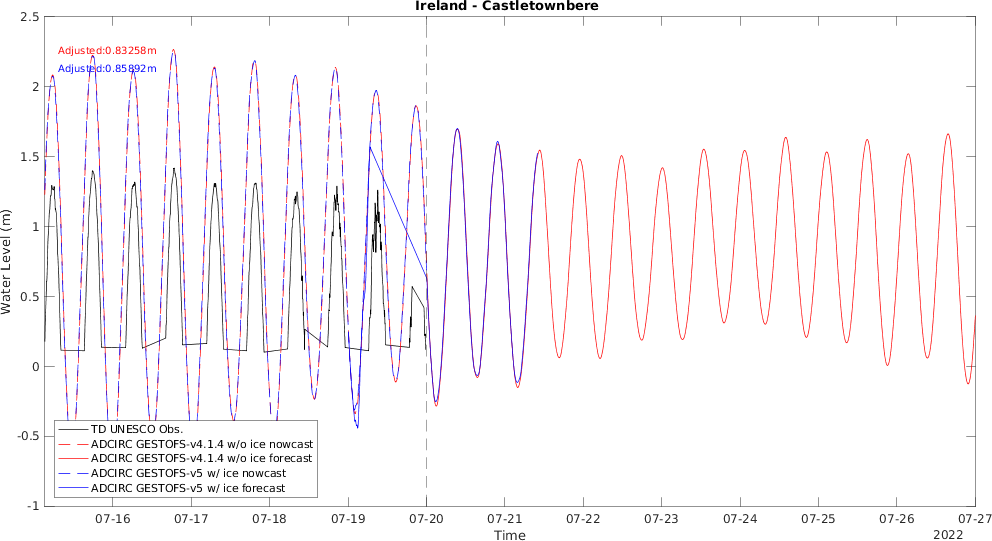 Ireland - Castletownbere
Adjusted:0.83258m
Adjusted:0.85892m
2.5
2
1.5
1
0.5
0
-0.5
-1
Water Level (m)
TD UNESCO Obs.
ADCIRC GESTOFS-v4.1.4 w/o ice nowcast
ADCIRC GESTOFS-v4.1.4 w/o ice forecast
ADCIRC GESTOFS-v5 w/ ice nowcast
ADCIRC GESTOFS-v5 w/ ice forecast
07-16 07-17 07-18 07-19 07-20 07-21 07-22 07-23 07-24 07-25 07-26 07-27
Time
2022